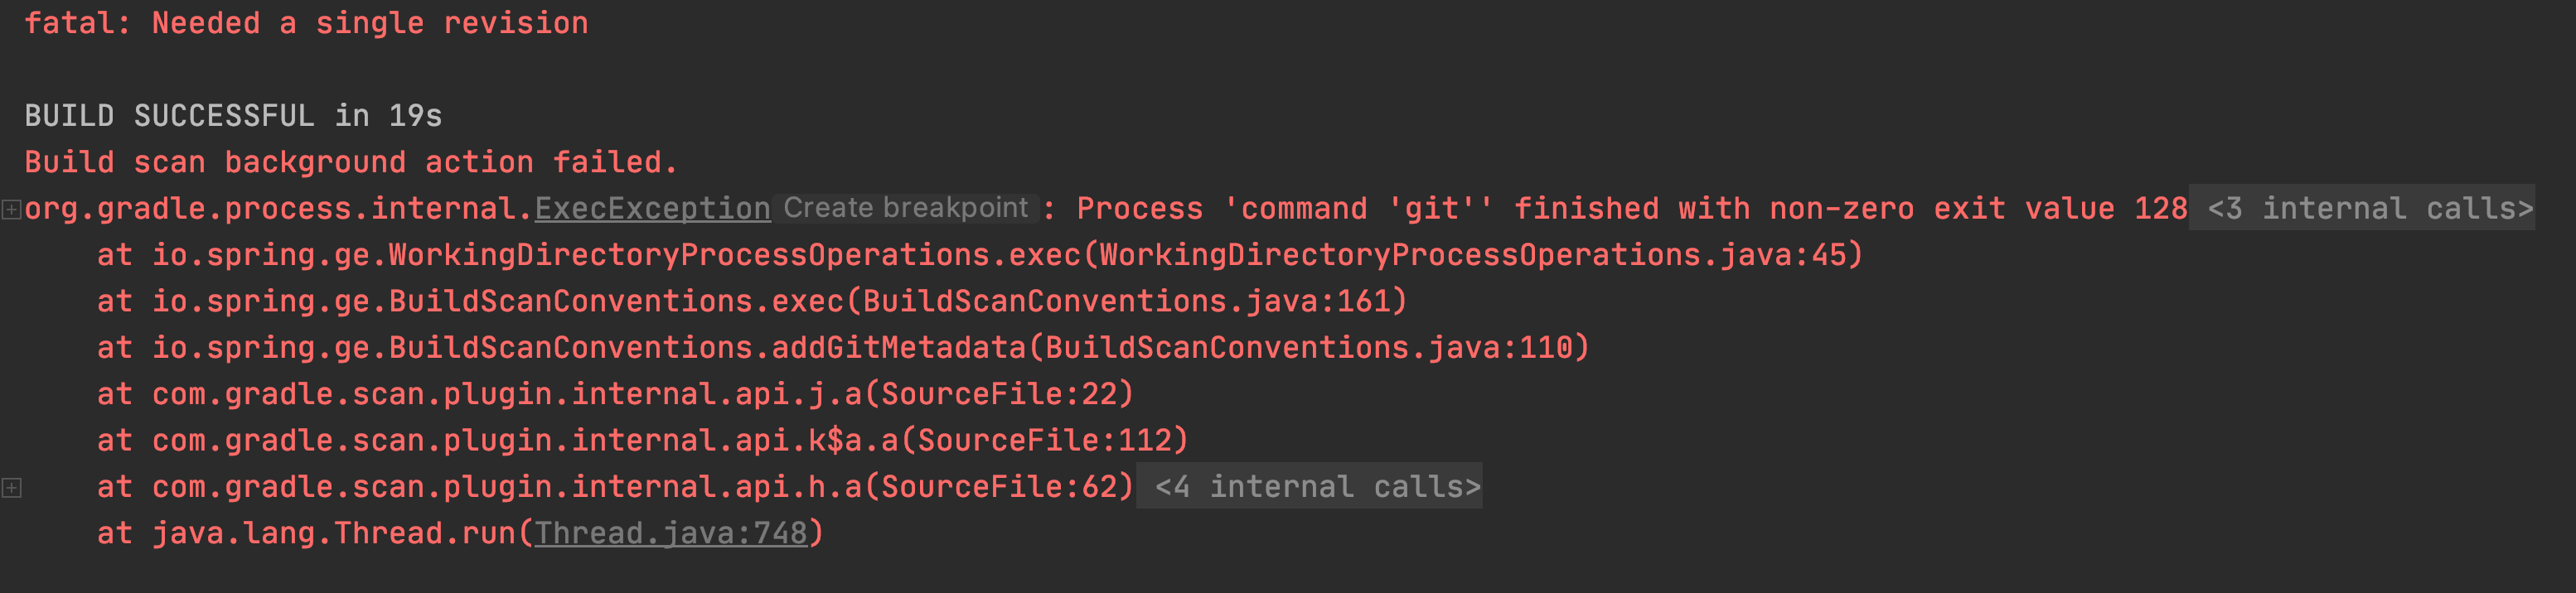 fatal: Needed a single revision
BUILD SUCCESSFUL in 19s
Build scan background action failed.
org.gradle.process.internal.ExecException Create breakpoint : Process 'command 'git'' finished with non-zero exit value 128 <3 internal calls>
at io.spring.ge.WorkingDirectoryProcessOperations.exec(WorkingDirectoryProcessOperations.java:45)
at io.spring.ge.BuildScanConventions.exec(BuildScanConventions.java:161)
at io.spring.ge.BuildScanConventions.addGitMetadata(BuildScanConventions.java:110)
at com.gradle.scan.plugin.internal.api.j.a(SourceFile:22)
at com.gradle.scan.plugin.internal.api.k$a.a(SourceFile:112)
at com.gradle.scan.plugin.internal.api.h.a(SourceFile:62) <4 internal calls>
at java.lang.Thread.run(Thread.java:748)